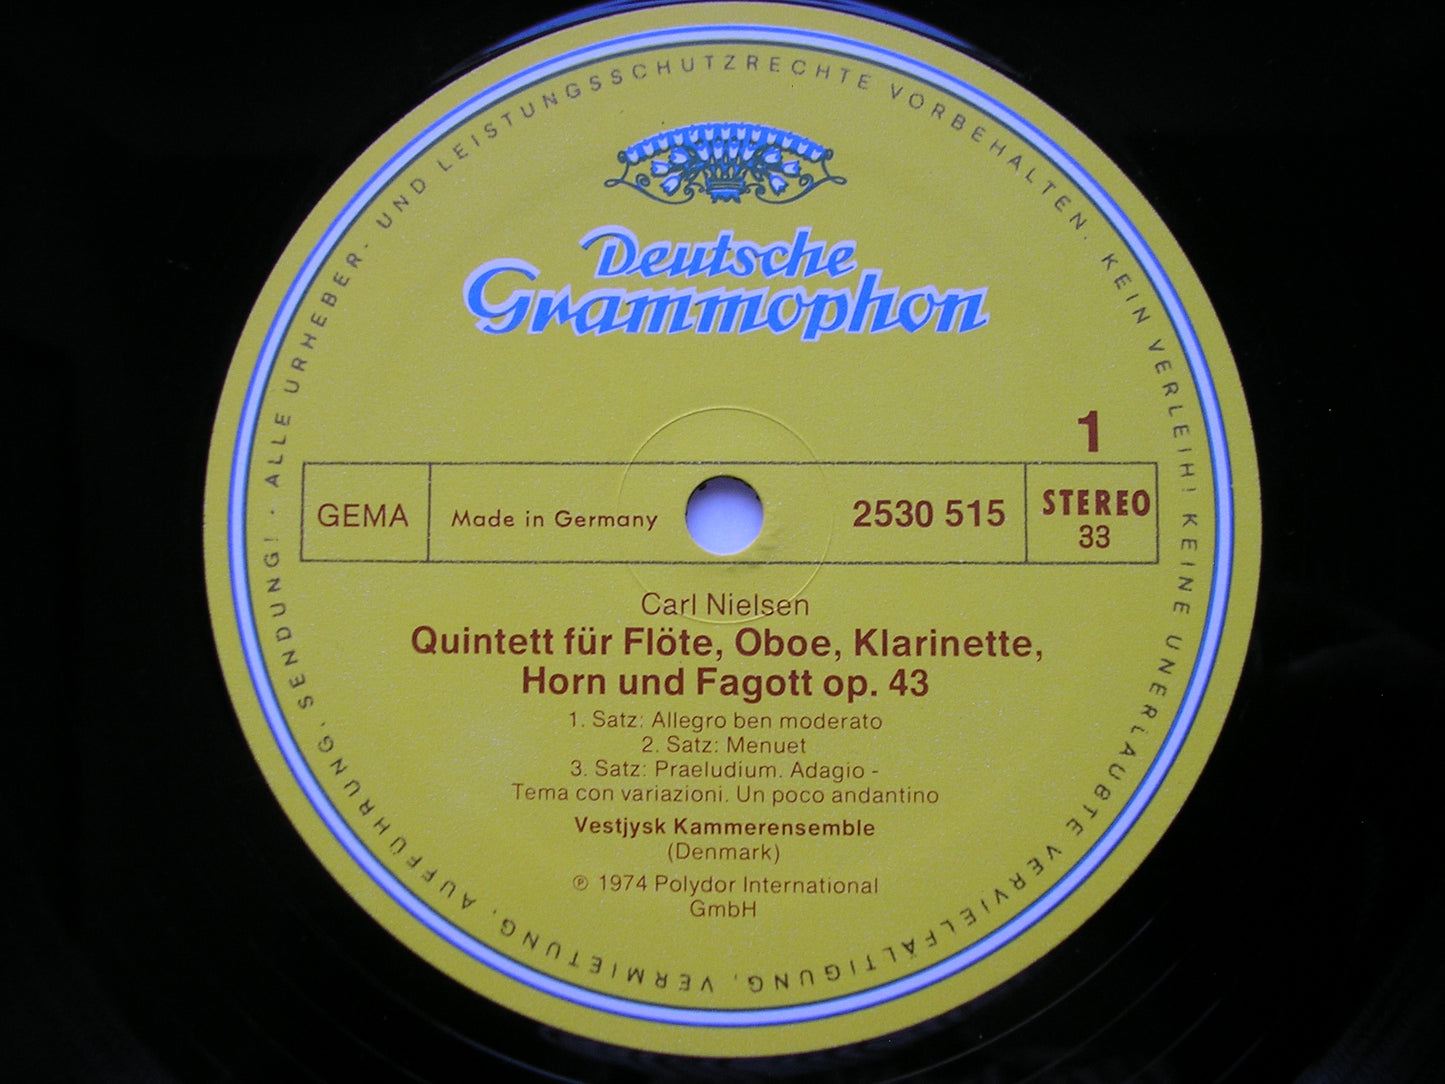 ALLE URHEBER- UND LEISTUNGSSCHUTZRECHTE VORBEHALTEN. KEIN VERLEIH! KEINE UNERLAUBTE VERVIELFÄLTIGUNG, VERMIETUNG, AUFFÜHRUNG, SENDUNG! ·
Deutsche
Grammophon
1
GEMA
Made in Germany
2530 515
STEREO
33
Carl Nielsen
Quintett für Flöte, Oboe, Klarinette,
Horn und Fagott op. 43
1. Satz: Allegro ben moderato
2. Satz: Menuet
3. Satz: Praeludium. Adagio -
Tema con variazioni. Un poco andantino
Vestjysk Kammerensemble
(Denmark)
℗ 1974 Polydor International
GmbH